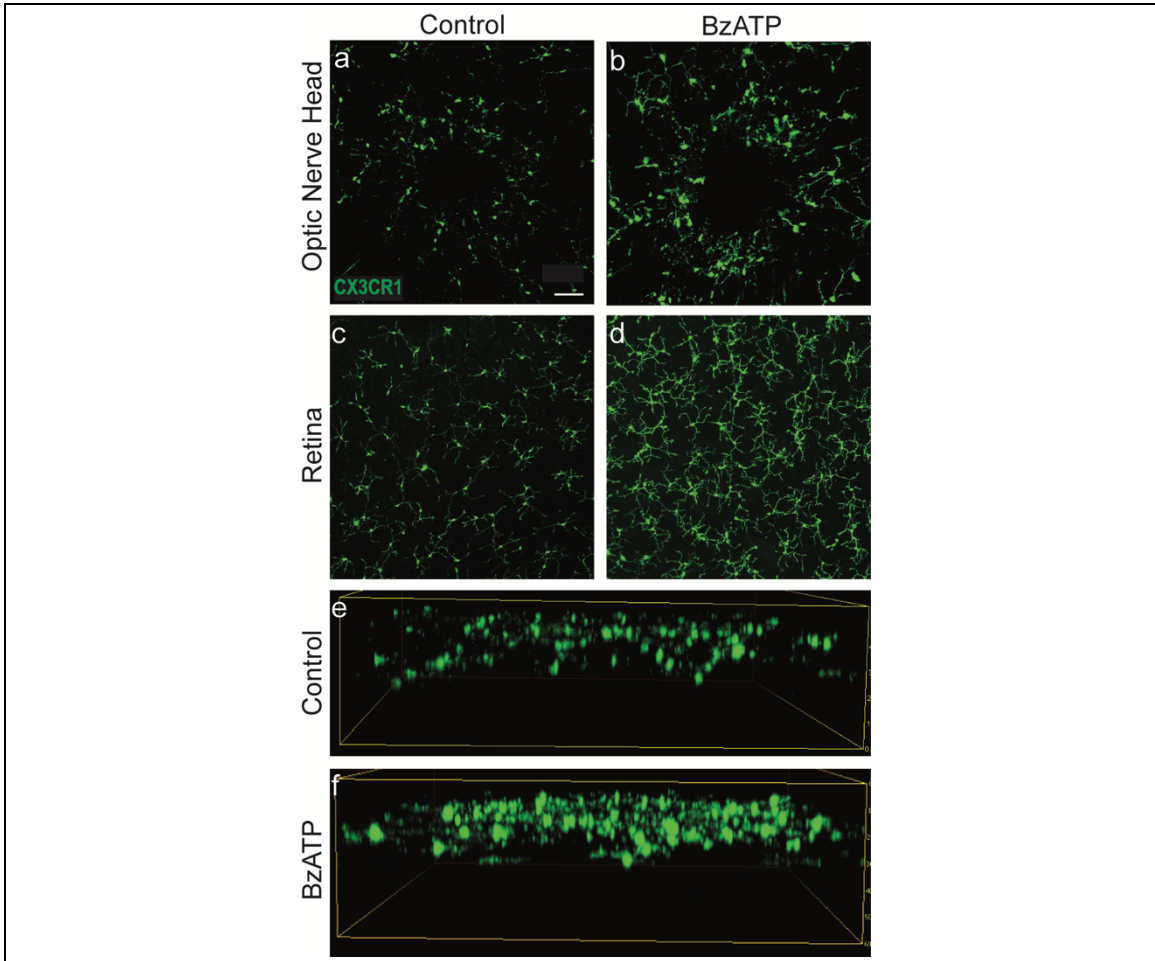 Control
BzATP
Optic Nerve Head
a
b
CX3CR1
Retina
c
d
Control
e
BzATP
f